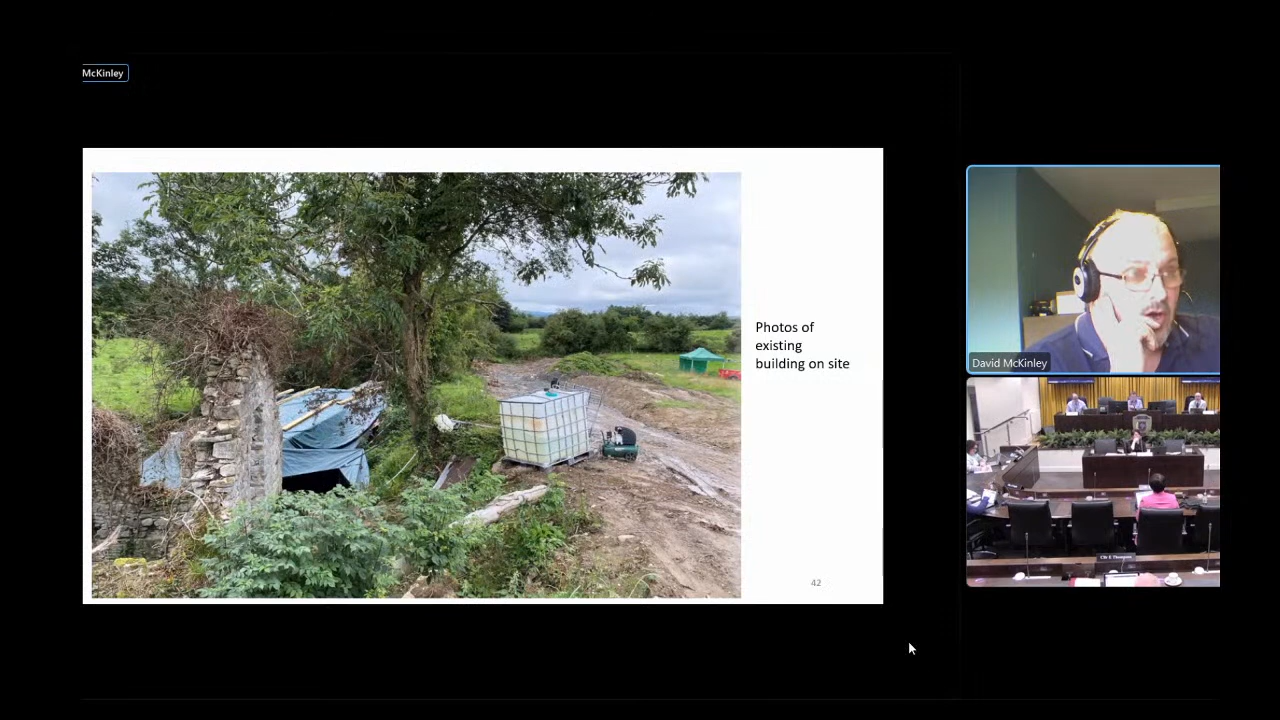 McKinley
Photos of
existing
building on site
42
David McKinley